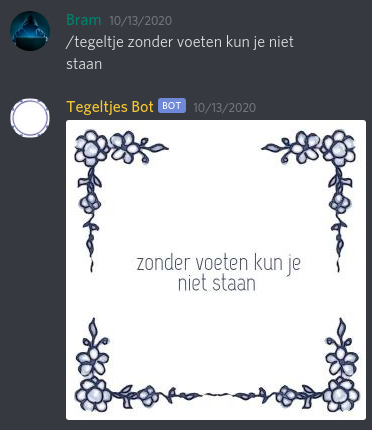 Bram 10/13/2020
/tegeltje zonder voeten kun je niet
staan
Tegeltjes Bot BOT 10/13/2020
zonder voeten kun je
niet staan